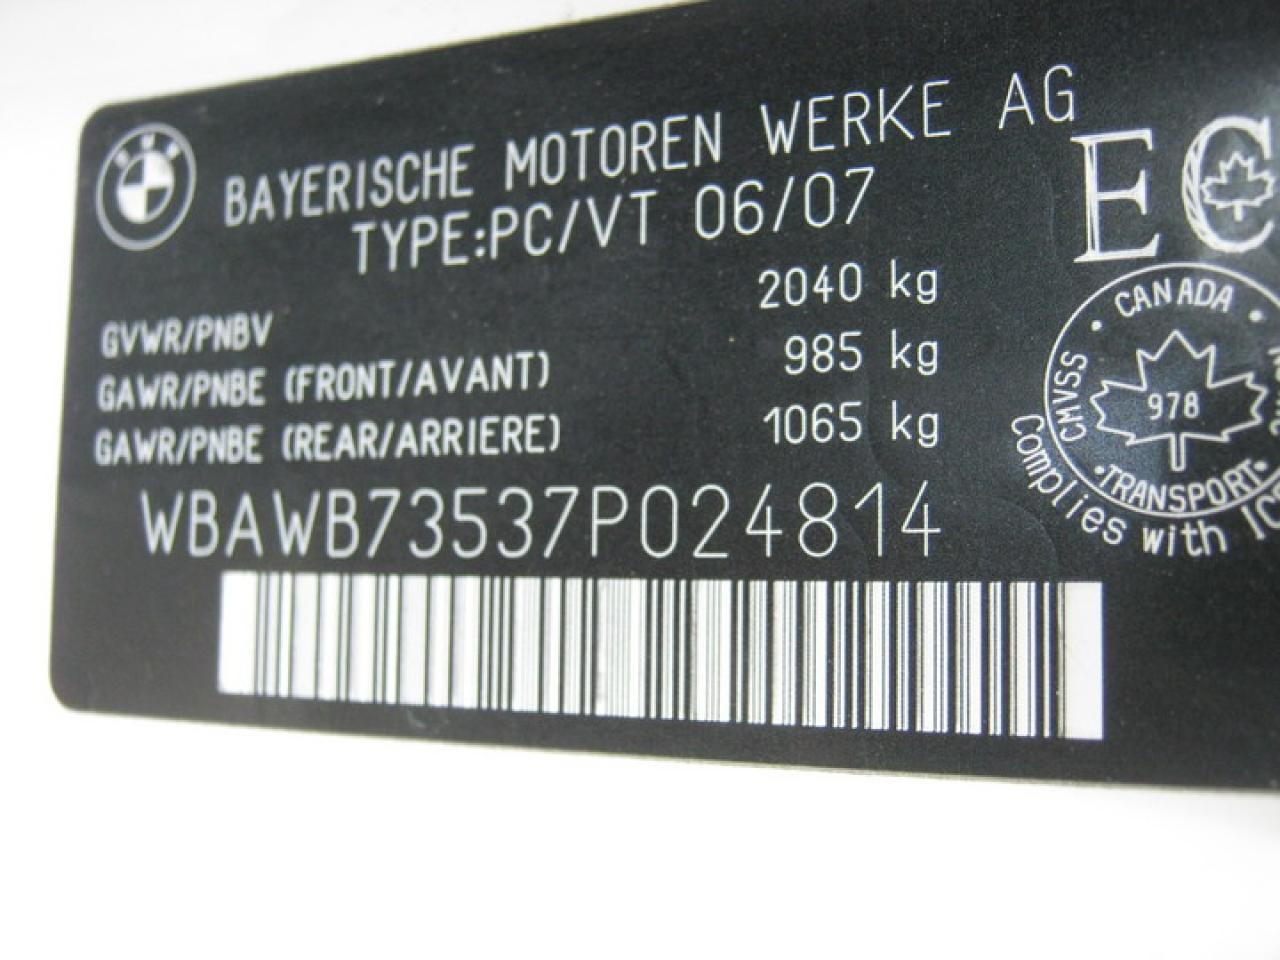 BMW
BAYERISCHE MOTOREN WERKE AG
TYPE:PC/VT 06/07
GVWR/PNBV 2040 kg
GAWR/PNBE (FRONT/AVANT) 985 kg
GAWR/PNBE (REAR/ARRIERE) 1065 kg
WBAWB73537P024814
EC
CANADA
CMVSS
978
TRANSPORT
Complies with